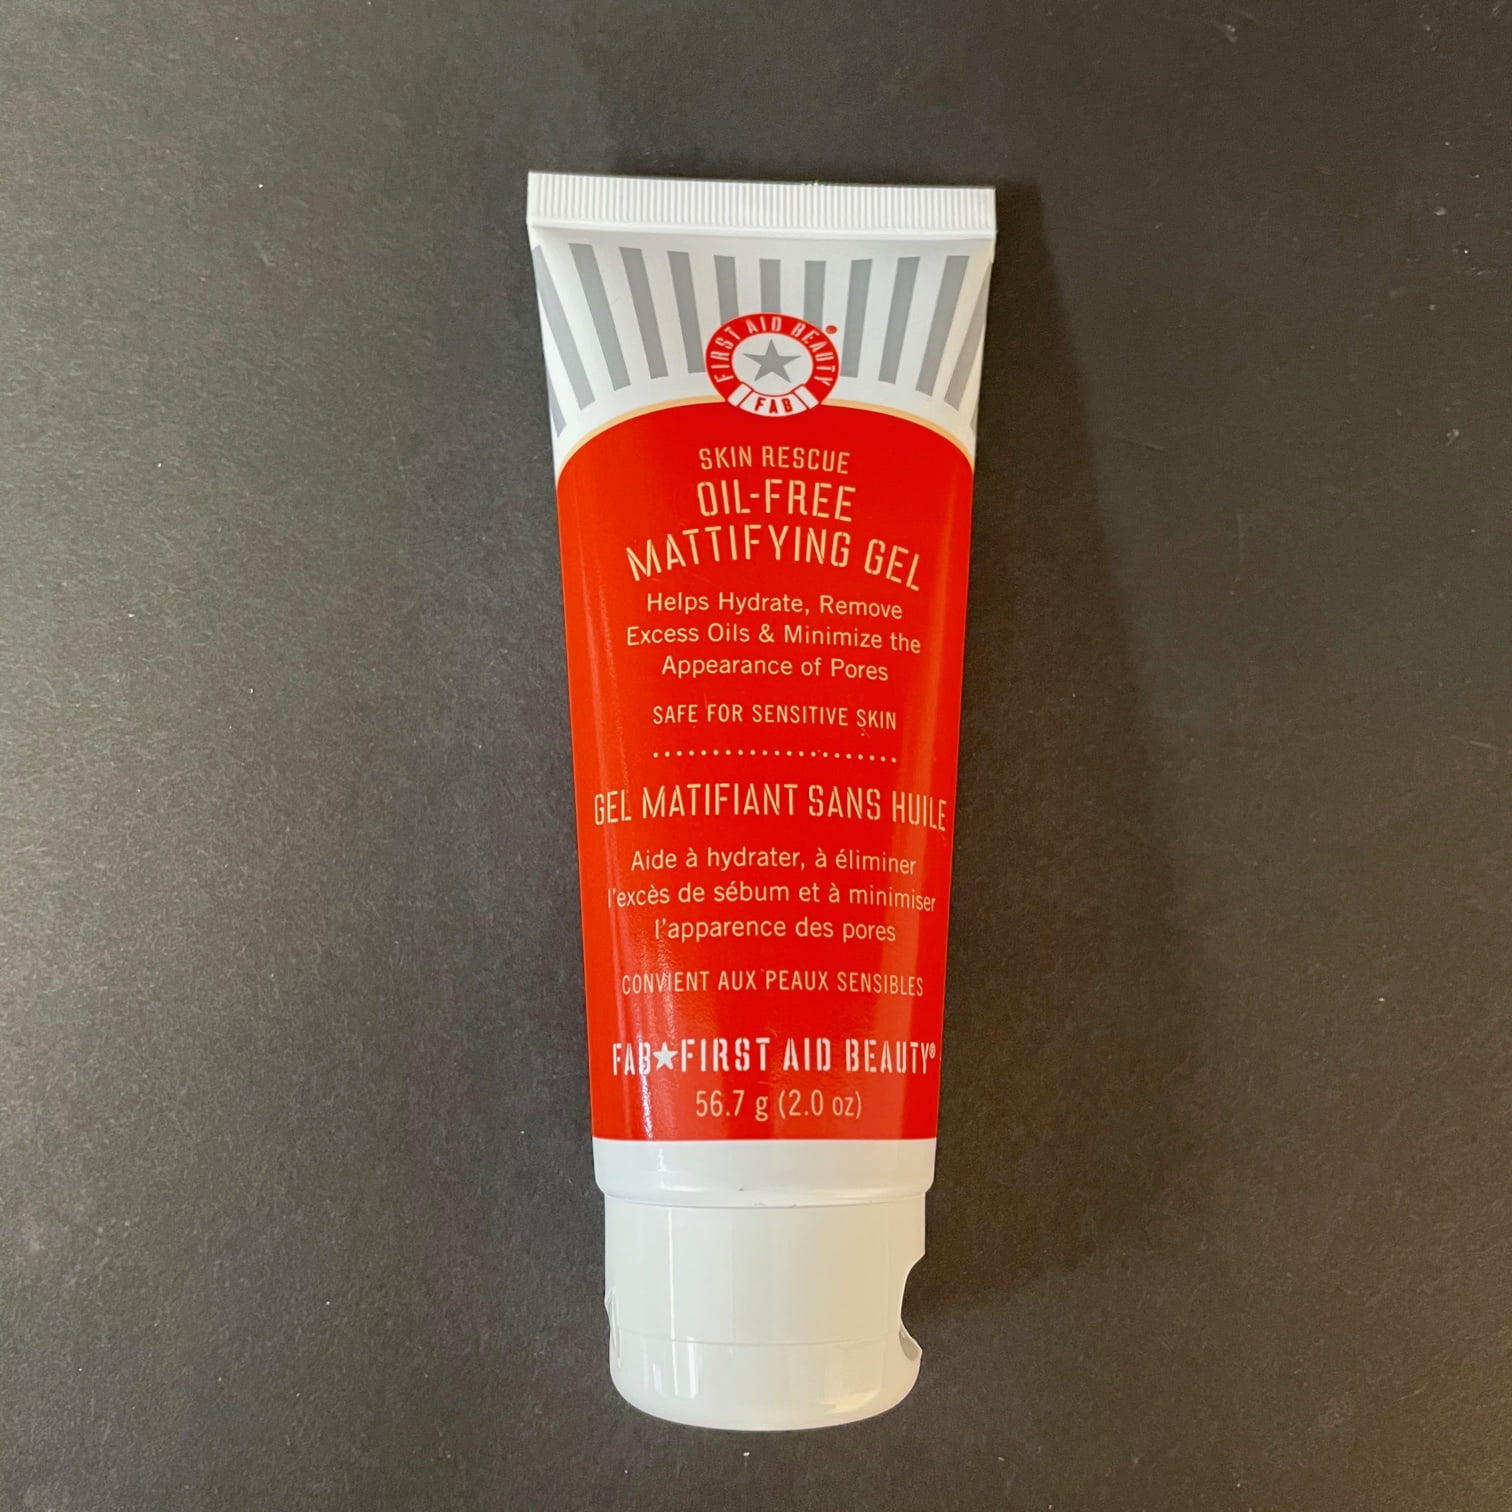 FIRST AID BEAUTY®
FAB
SKIN RESCUE
OIL-FREE
MATTIFYING GEL
Helps Hydrate, Remove
Excess Oils & Minimize the
Appearance of Pores
SAFE FOR SENSITIVE SKIN
GEL MATIFIANT SANS HUILE
Aide à hydrater, à éliminer
l'excès de sébum et à minimiser
l'apparence des pores
CONVIENT AUX PEAUX SENSIBLES
FAB★FIRST AID BEAUTY®
56.7 g (2.0 oz)